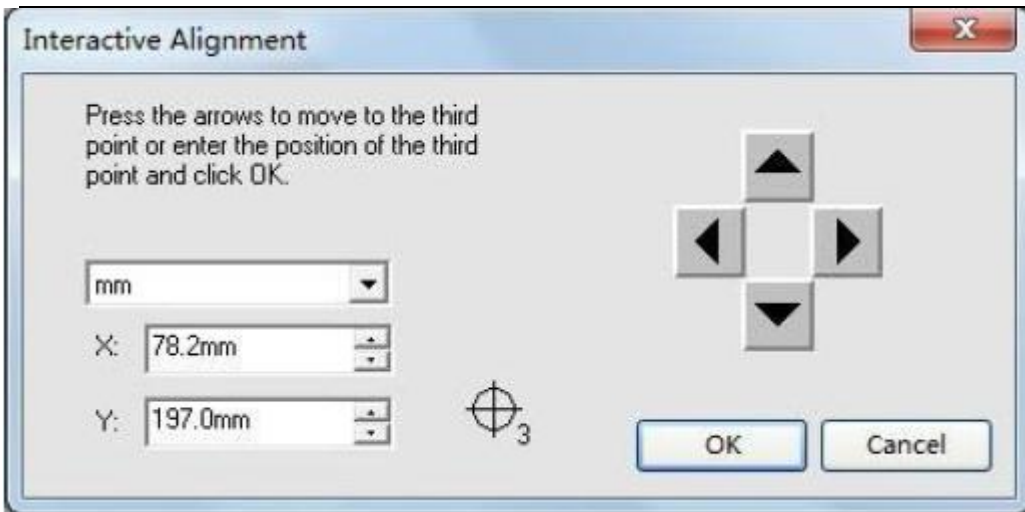 Interactive Alignment
Press the arrows to move to the third
point or enter the position of the third
point and click OK.
mm
X: 78.2mm
Y: 197.0mm
3
OK
Cancel